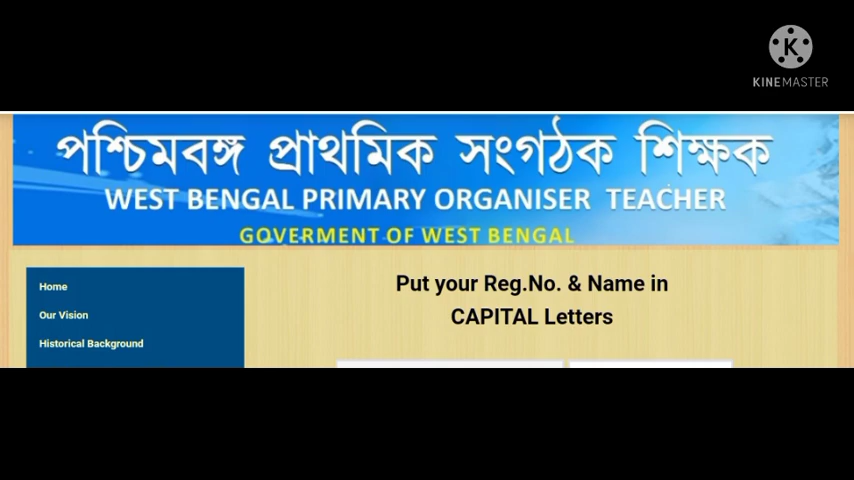 K
KINEMASTER
পশ্চিমবঙ্গ প্রাথমিক সংগঠক শিক্ষক
WEST BENGAL PRIMARY ORGANISER TEACHER
GOVERMENT OF WEST BENGAL
Home
Our Vision
Historical Background
Put your Reg.No. & Name in
CAPITAL Letters